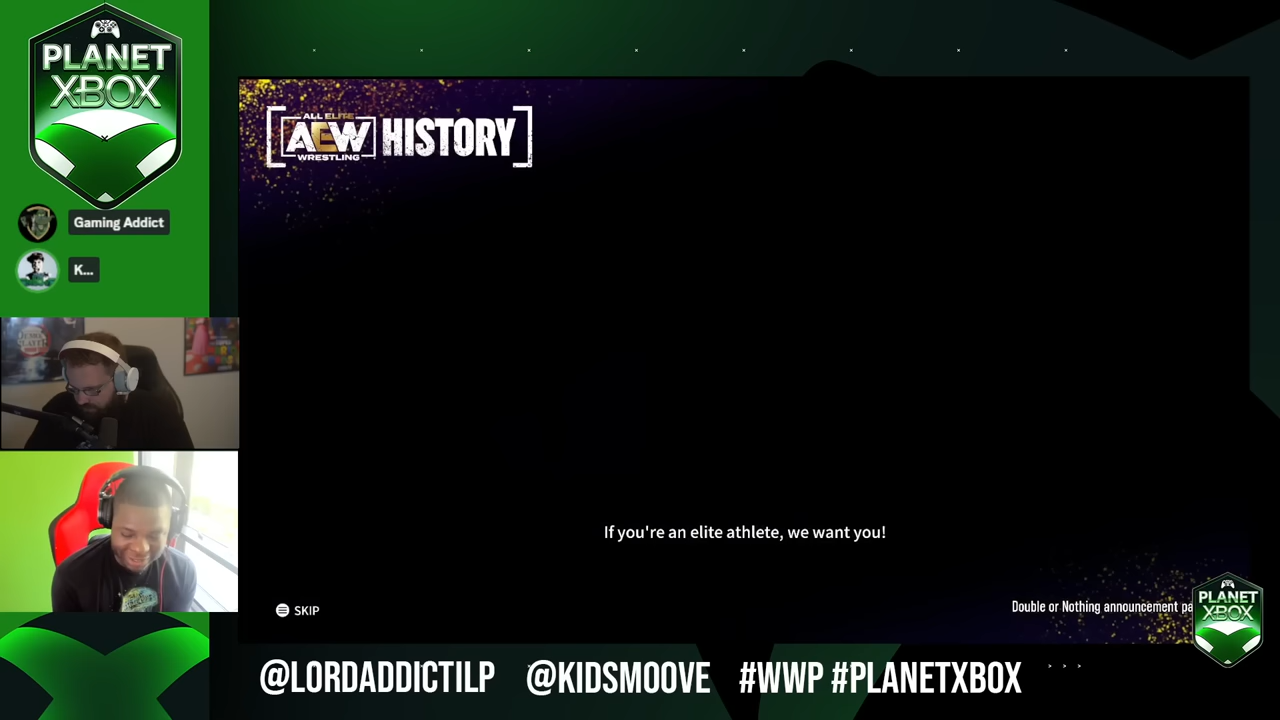 PLANET
XBOX
Gaming Addict
K...
ALL ELITE
AEW
WRESTLING
HISTORY
If you're an elite athlete, we want you!
SKIP
Double or Nothing announcement pa
PLANET
XBOX
@LORDADDICTILP @KIDSMOOVE #WWP #PLANETXBOX